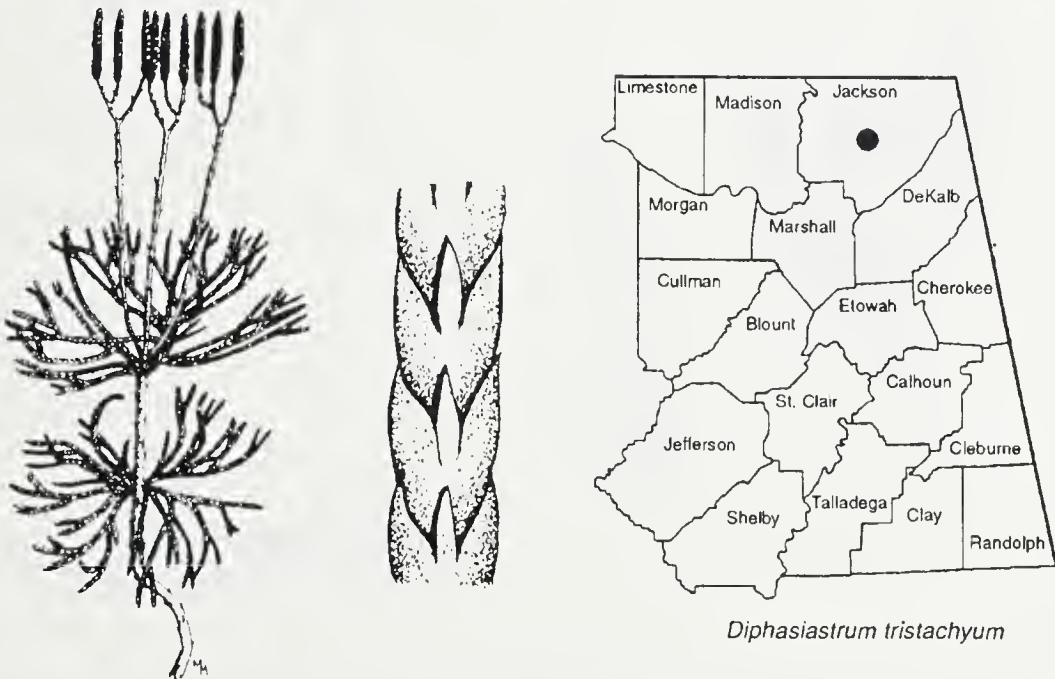 Limestone
Madison
Jackson
Morgan
Marshall
DeKalb
Cullman
Blount
Etowah
Cherokee
St. Clair
Calhoun
Jefferson
Cleburne
Shelby
Talladega
Clay
Randolph
Diphasiastrum tristachyum
MM